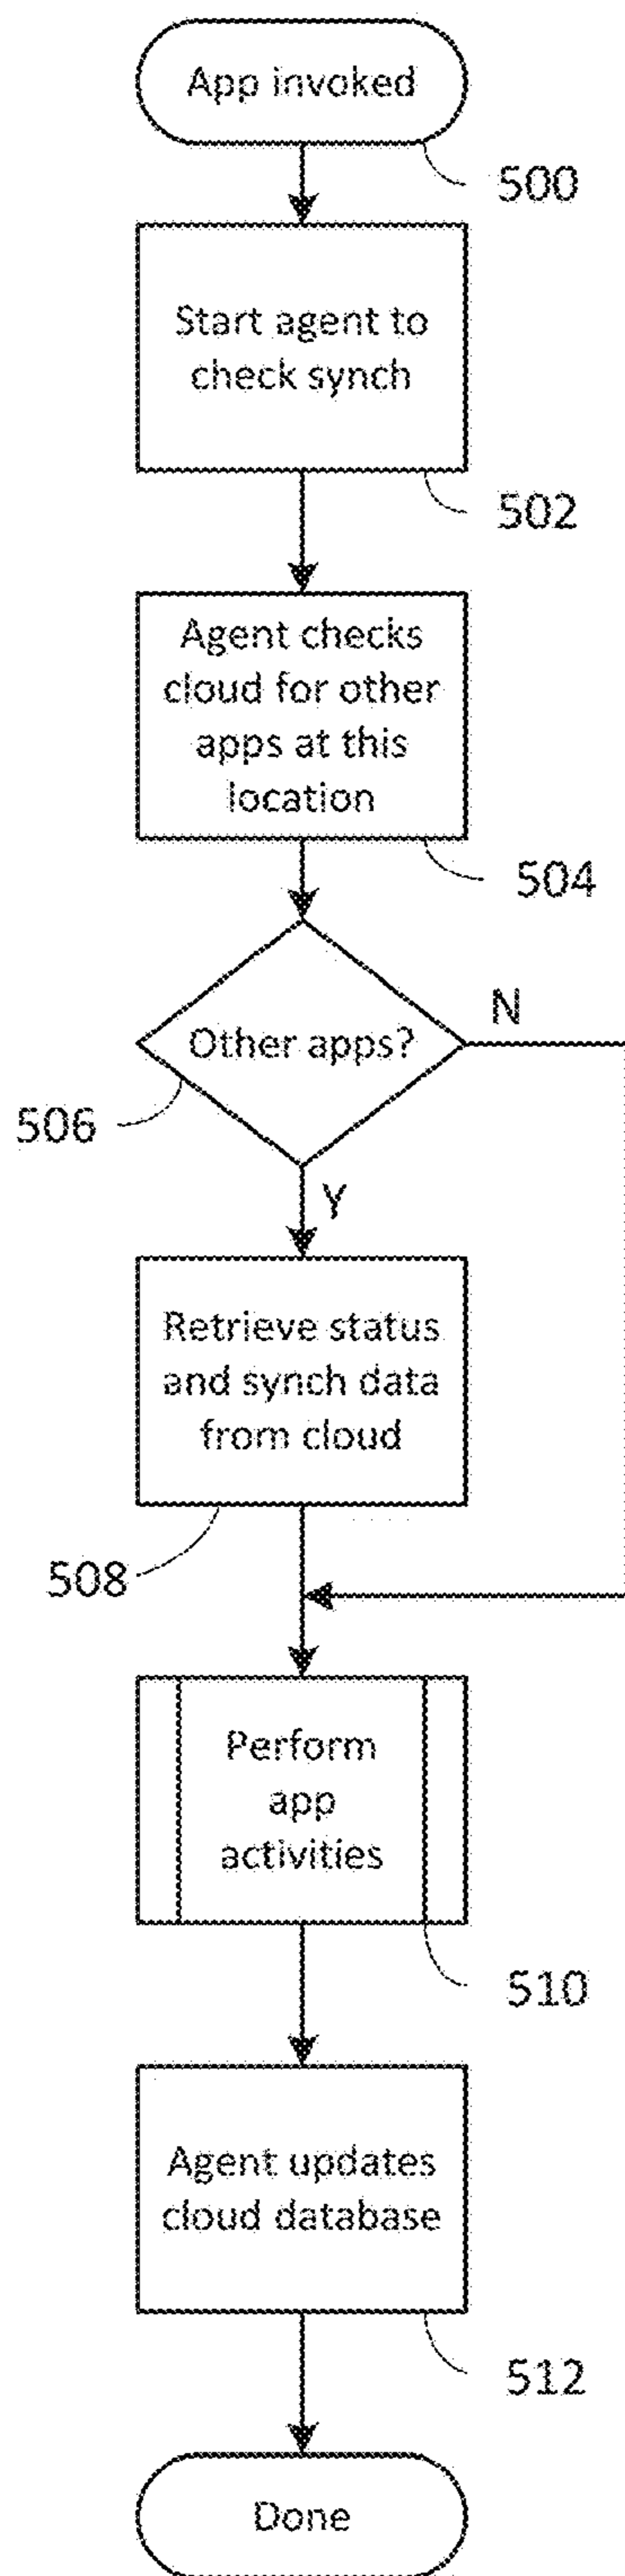 App invoked
500
Start agent to
check synch
502
Agent checks
cloud for other
apps at this
location
504
Other apps?
N
506
Y
Retrieve status
and synch data
from cloud
508
Perform
app
activities
510
Agent updates
cloud database
512
Done